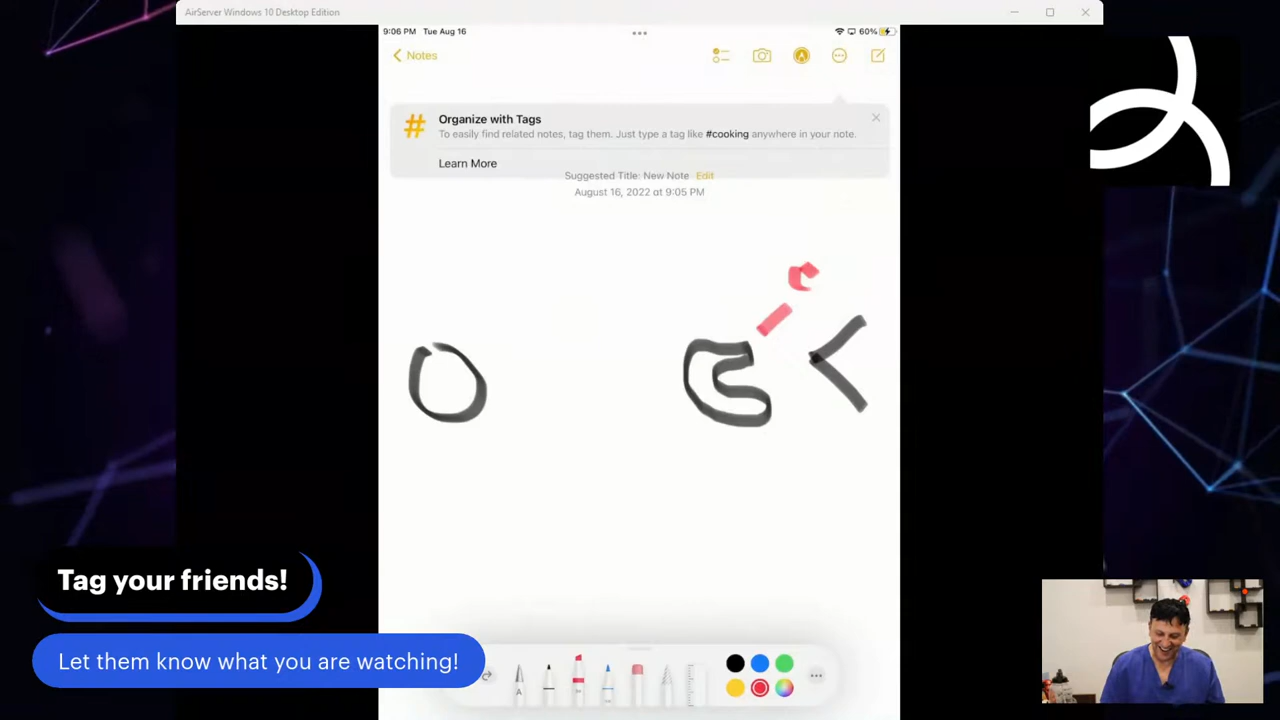 AirServer Windows 10 Desktop Edition
9:06 PM Tue Aug 16
60%
Notes
# Organize with Tags
To easily find related notes, tag them. Just type a tag like #cooking anywhere in your note.
Learn More
Suggested Title: New Note Edit
August 16, 2022 at 9:05 PM
Tag your friends!
Let them know what you are watching!
A